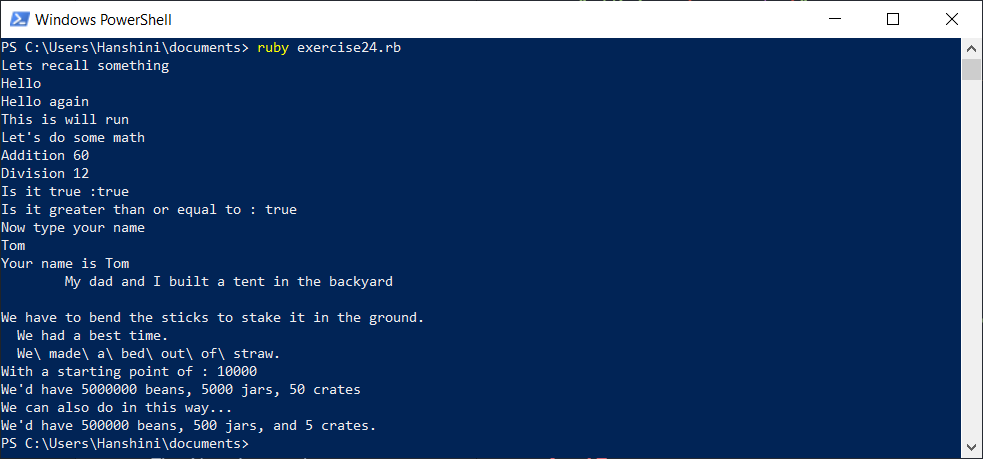 Windows PowerShell
PS C:\Users\Hanshini\documents> ruby exercise24.rb
Lets recall something
Hello
Hello again
This is will run
Let's do some math
Addition 60
Division 12
Is it true :true
Is it greater than or equal to : true
Now type your name
Tom
Your name is Tom
        My dad and I built a tent in the backyard

We have to bend the sticks to stake it in the ground.
  We had a best time.
  We\ made\ a\ bed\ out\ of\ straw.
With a starting point of : 10000
We'd have 5000000 beans, 5000 jars, 50 crates
We can also do in this way...
We'd have 500000 beans, 500 jars, and 5 crates.
PS C:\Users\Hanshini\documents>